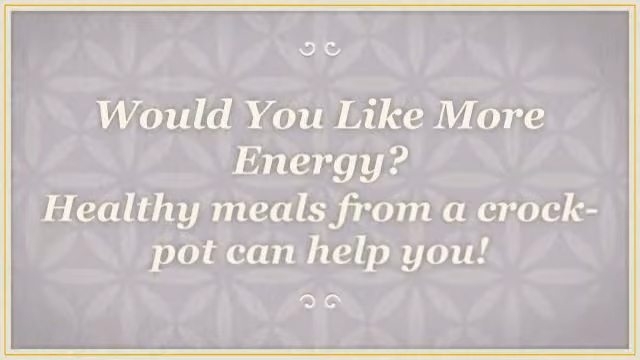 Would You Like More
Energy?
Healthy meals from a crock-
pot can help you!